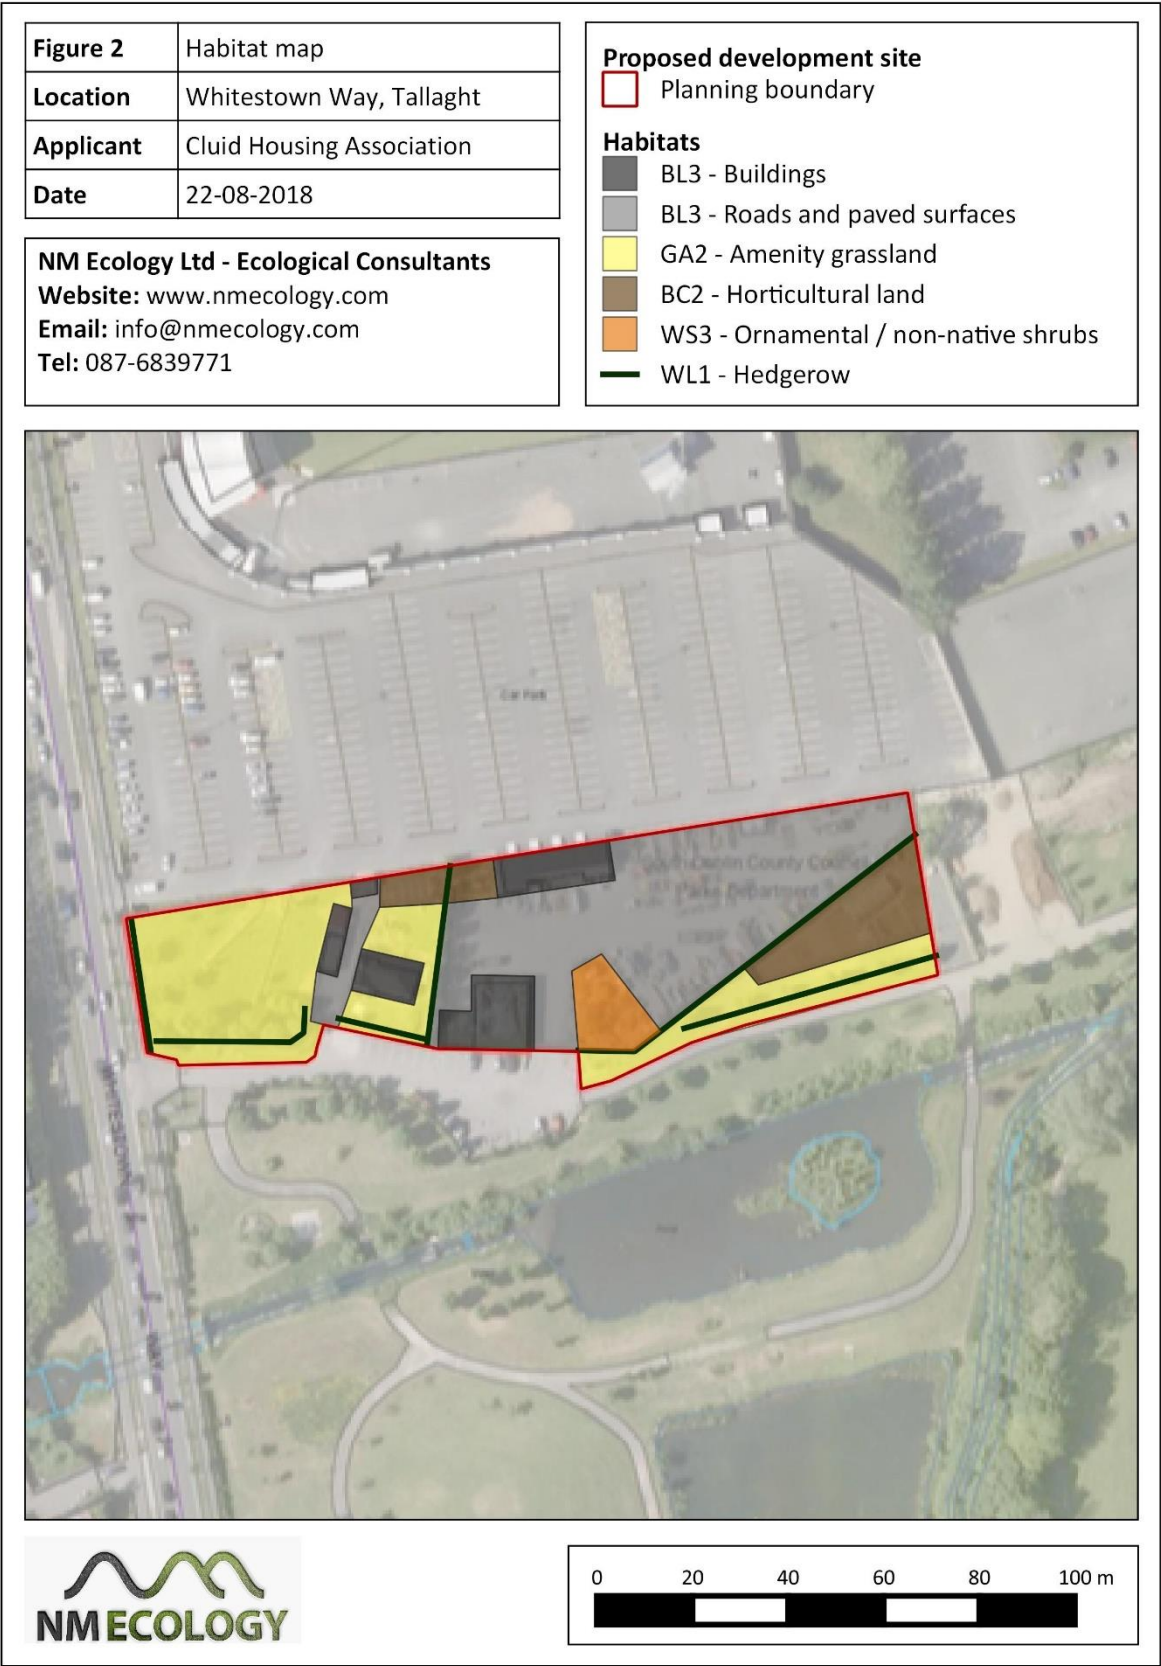 Figure 2 Habitat map
Location Whitestown Way, Tallaght
Applicant Cluid Housing Association
Date 22-08-2018
NM Ecology Ltd - Ecological Consultants
Website: www.nmecology.com
Email: info@nmecology.com
Tel: 087-6839771
Proposed development site
Planning boundary
Habitats
BL3 - Buildings
BL3 - Roads and paved surfaces
GA2 - Amenity grassland
BC2 - Horticultural land
WS3 - Ornamental / non-native shrubs
WL1 - Hedgerow
Car Park
South Dublin County Council
Parks Department
WHITESTOWN
WAY
NMECOLOGY
0 20 40 60 80 100 m